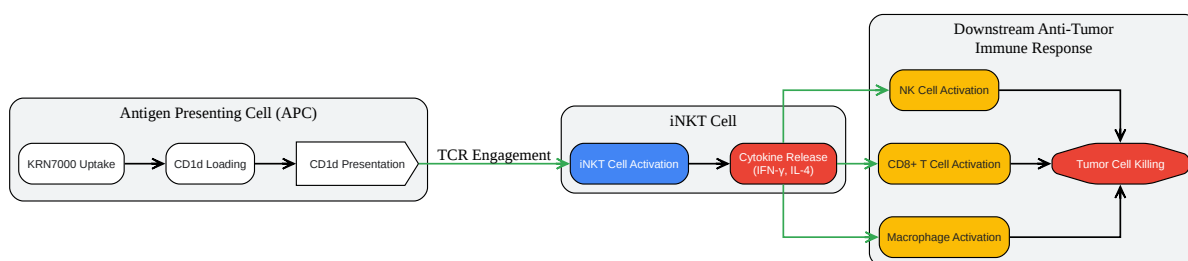 Downstream Anti-Tumor
Immune Response
Antigen Presenting Cell (APC)
KRN7000 Uptake
CD1d Loading
CD1d Presentation
TCR Engagement
iNKT Cell
iNKT Cell Activation
Cytokine Release
(IFN-γ, IL-4)
NK Cell Activation
CD8+ T Cell Activation
Macrophage Activation
Tumor Cell Killing